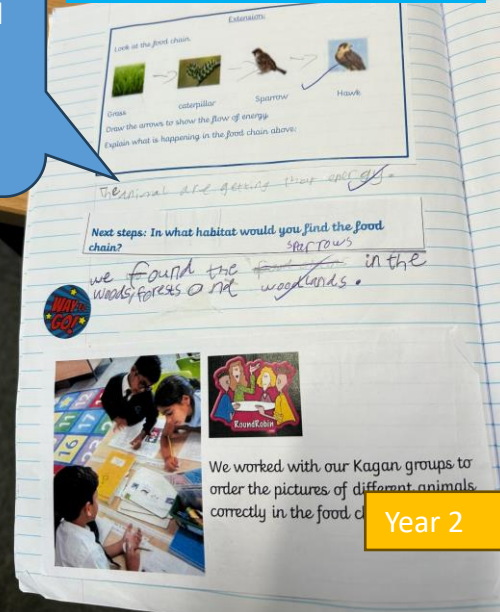 Extension:
Look at the food chain.
Grass
caterpillar
Sparrow
Hawk
Draw the arrows to show the flow of energy
Explain what is happening in the food chain above:
The animal are getting their energy.
Next steps: In what habitat would you find the food
chain?
sparrows
we found the in the
woods, forests and woodlands.
WAY TO
GO!
16
RoundRobin
We worked with our Kagan groups to
order the pictures of different animals
correctly in the food
Year 2